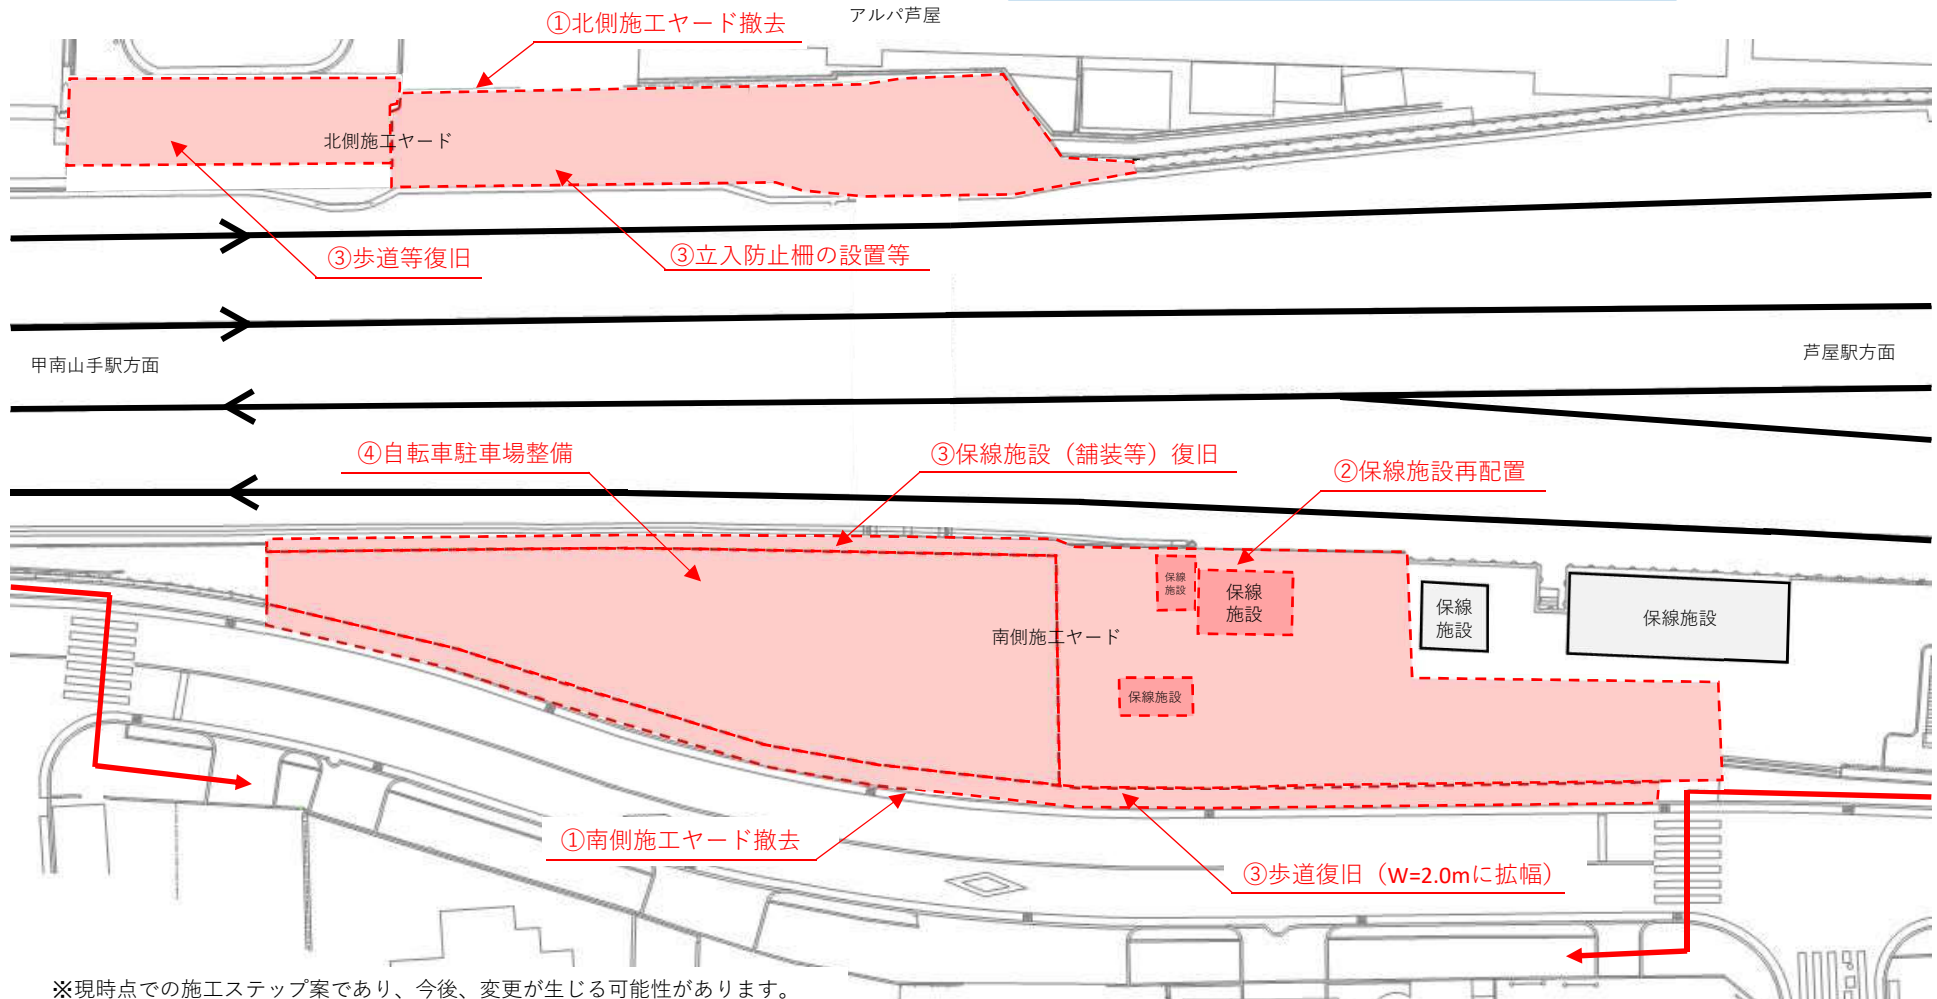 アルパ芦屋
①北側施工ヤード撤去
北側施工ヤード
③歩道等復旧
③立入防止柵の設置等
甲南山手駅方面
芦屋駅方面
④自転車駐車場整備
③保線施設（舗装等）復旧
②保線施設再配置
保線
施設
保線
施設
保線
施設
保線施設
南側施工ヤード
保線施設
①南側施工ヤード撤去
③歩道復旧（W=2.0mに拡幅）
※現時点での施工ステップ案であり、今後、変更が生じる可能性があります。